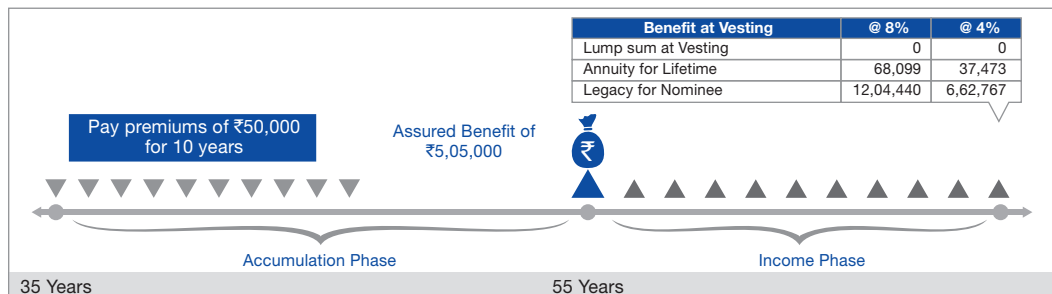 Benefit at Vesting @ 8% @ 4%
Lump sum at Vesting 0 0
Annuity for Lifetime 68,099 37,473
Legacy for Nominee 12,04,440 6,62,767
Pay premiums of ₹50,000
for 10 years
Assured Benefit of
₹5,05,000
₹
Accumulation Phase Income Phase
35 Years 55 Years